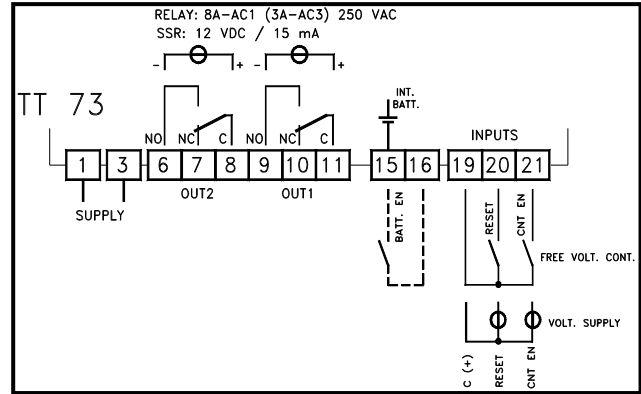 RELAY: 8A-AC1 (3A-AC3) 250 VAC
SSR: 12 VDC / 15 mA
- + - +
TT 73
INT.
BATT.
NO NC C NO NC C
INPUTS
1 3 6 7 8 9 10 11 15 16 19 20 21
SUPPLY
OUT2 OUT1
BATT. EN
RESET
CNT EN
FREE VOLT. CONT.
VOLT. SUPPLY
C (+)
RESET
CNT EN